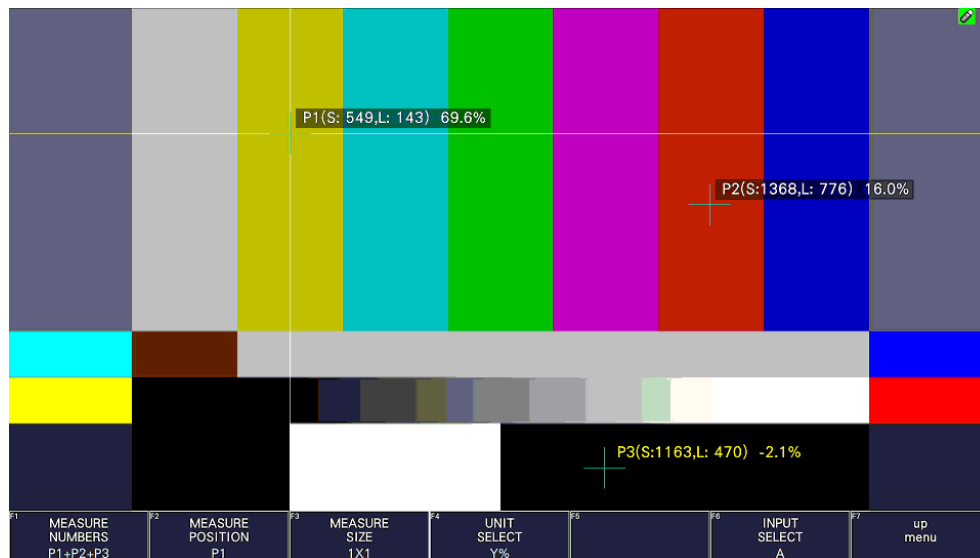 P1(S: 549,L: 143) 69.6%
P2(S:1368,L: 776) 16.0%
P3(S:1163,L: 470) -2.1%
F1 MEASURE NUMBERS P1+P2+P3
F2 MEASURE POSITION P1
F3 MEASURE SIZE 1X1
F4 UNIT SELECT Y%
F5
F6 INPUT SELECT A
F7 up menu